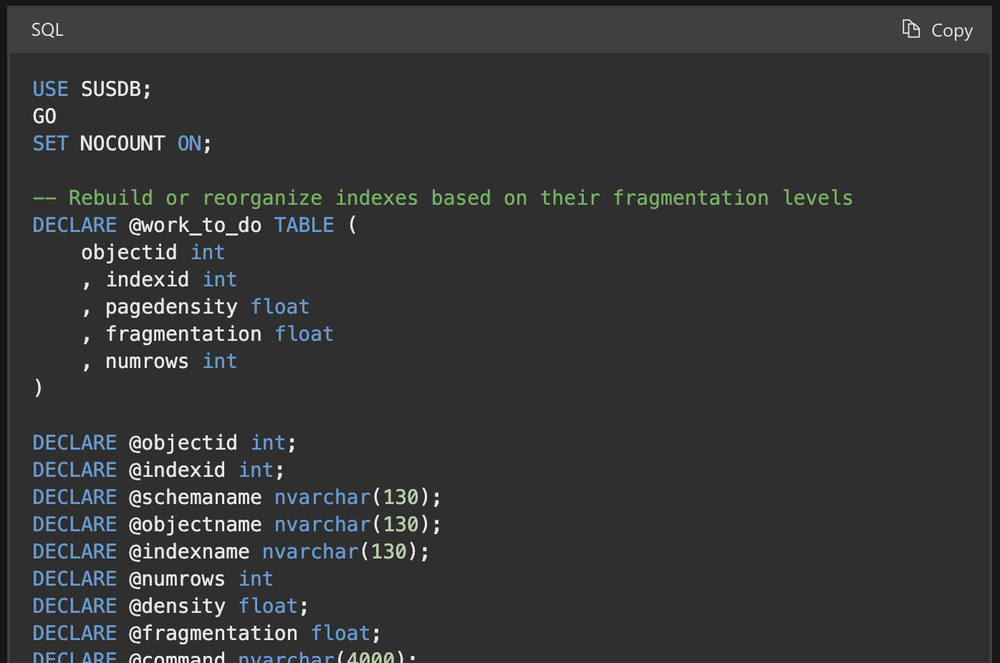 SQL
Copy
USE SUSDB;
GO
SET NOCOUNT ON;
-- Rebuild or reorganize indexes based on their fragmentation levels
DECLARE @work_to_do TABLE (
    objectid int
    , indexid int
    , pagedensity float
    , fragmentation float
    , numrows int
)
DECLARE @objectid int;
DECLARE @indexid int;
DECLARE @schemaname nvarchar(130);
DECLARE @objectname nvarchar(130);
DECLARE @indexname nvarchar(130);
DECLARE @numrows int
DECLARE @density float;
DECLARE @fragmentation float;
DECLARE @command nvarchar(4000);